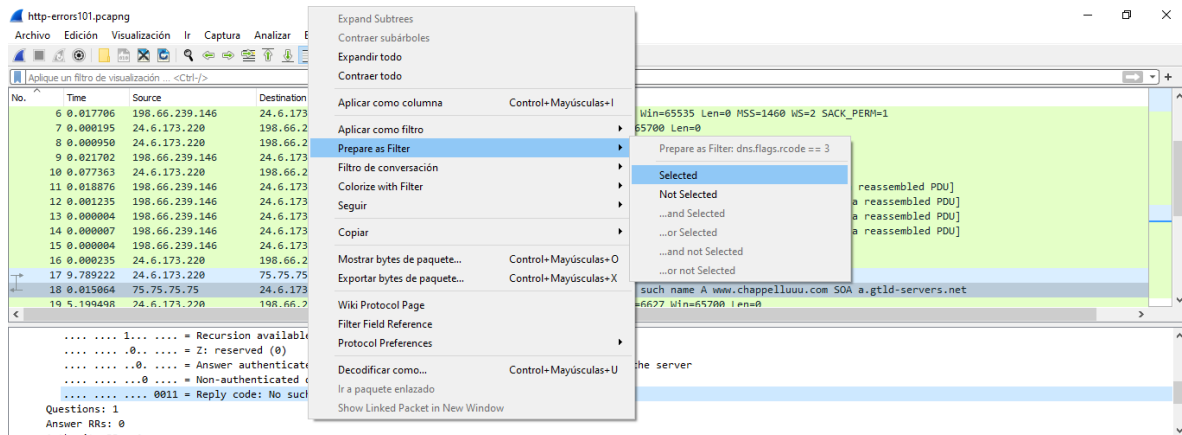 http-errors101.pcapng
Archivo Edición Visualización Ir Captura Analizar
Aplique un filtro de visualización ... <Ctrl-/>
No. Time Source Destination
6 0.017706 198.66.239.146 24.6.173 Win=65535 Len=0 MSS=1460 WS=2 SACK_PERM=1
7 0.000195 24.6.173.220 198.66.2 65700 Len=0
8 0.000950 24.6.173.220 198.66.2
9 0.021702 198.66.239.146 24.6.173
10 0.077363 24.6.173.220 198.66.2
11 0.018876 198.66.239.146 24.6.173 reassembled PDU]
12 0.001235 198.66.239.146 24.6.173 a reassembled PDU]
13 0.000004 198.66.239.146 24.6.173 a reassembled PDU]
14 0.000007 198.66.239.146 24.6.173 a reassembled PDU]
15 0.000004 198.66.239.146 24.6.173
16 0.000235 24.6.173.220 198.66.2
17 9.789222 24.6.173.220 75.75.75
18 0.015064 75.75.75.75 24.6.173 such name A www.chappelluuu.com SOA a.gtld-servers.net
19 5.199498 24.6.173.220 198.66.2 =6627 Win=65700 Len=0
.... .... 1... .... = Recursion available
.... .... .0.. .... = Z: reserved (0)
.... .... ..0. .... = Answer authenticate he server
.... .... ...0 .... = Non-authenticated
.... .... .... 0011 = Reply code: No such
Questions: 1
Answer RRs: 0
Expand Subtrees
Contraer subárboles
Expandir todo
Contraer todo
Aplicar como columna Control+Mayúsculas+I
Aplicar como filtro
Prepare as Filter
Filtro de conversación
Colorize with Filter
Seguir
Copiar
Mostrar bytes de paquete... Control+Mayúsculas+O
Exportar bytes de paquete... Control+Mayúsculas+X
Wiki Protocol Page
Filter Field Reference
Protocol Preferences
Decodificar como... Control+Mayúsculas+U
Ir a paquete enlazado
Show Linked Packet in New Window
Prepare as Filter: dns.flags.rcode == 3
Selected
Not Selected
...and Selected
...or Selected
...and not Selected
...or not Selected